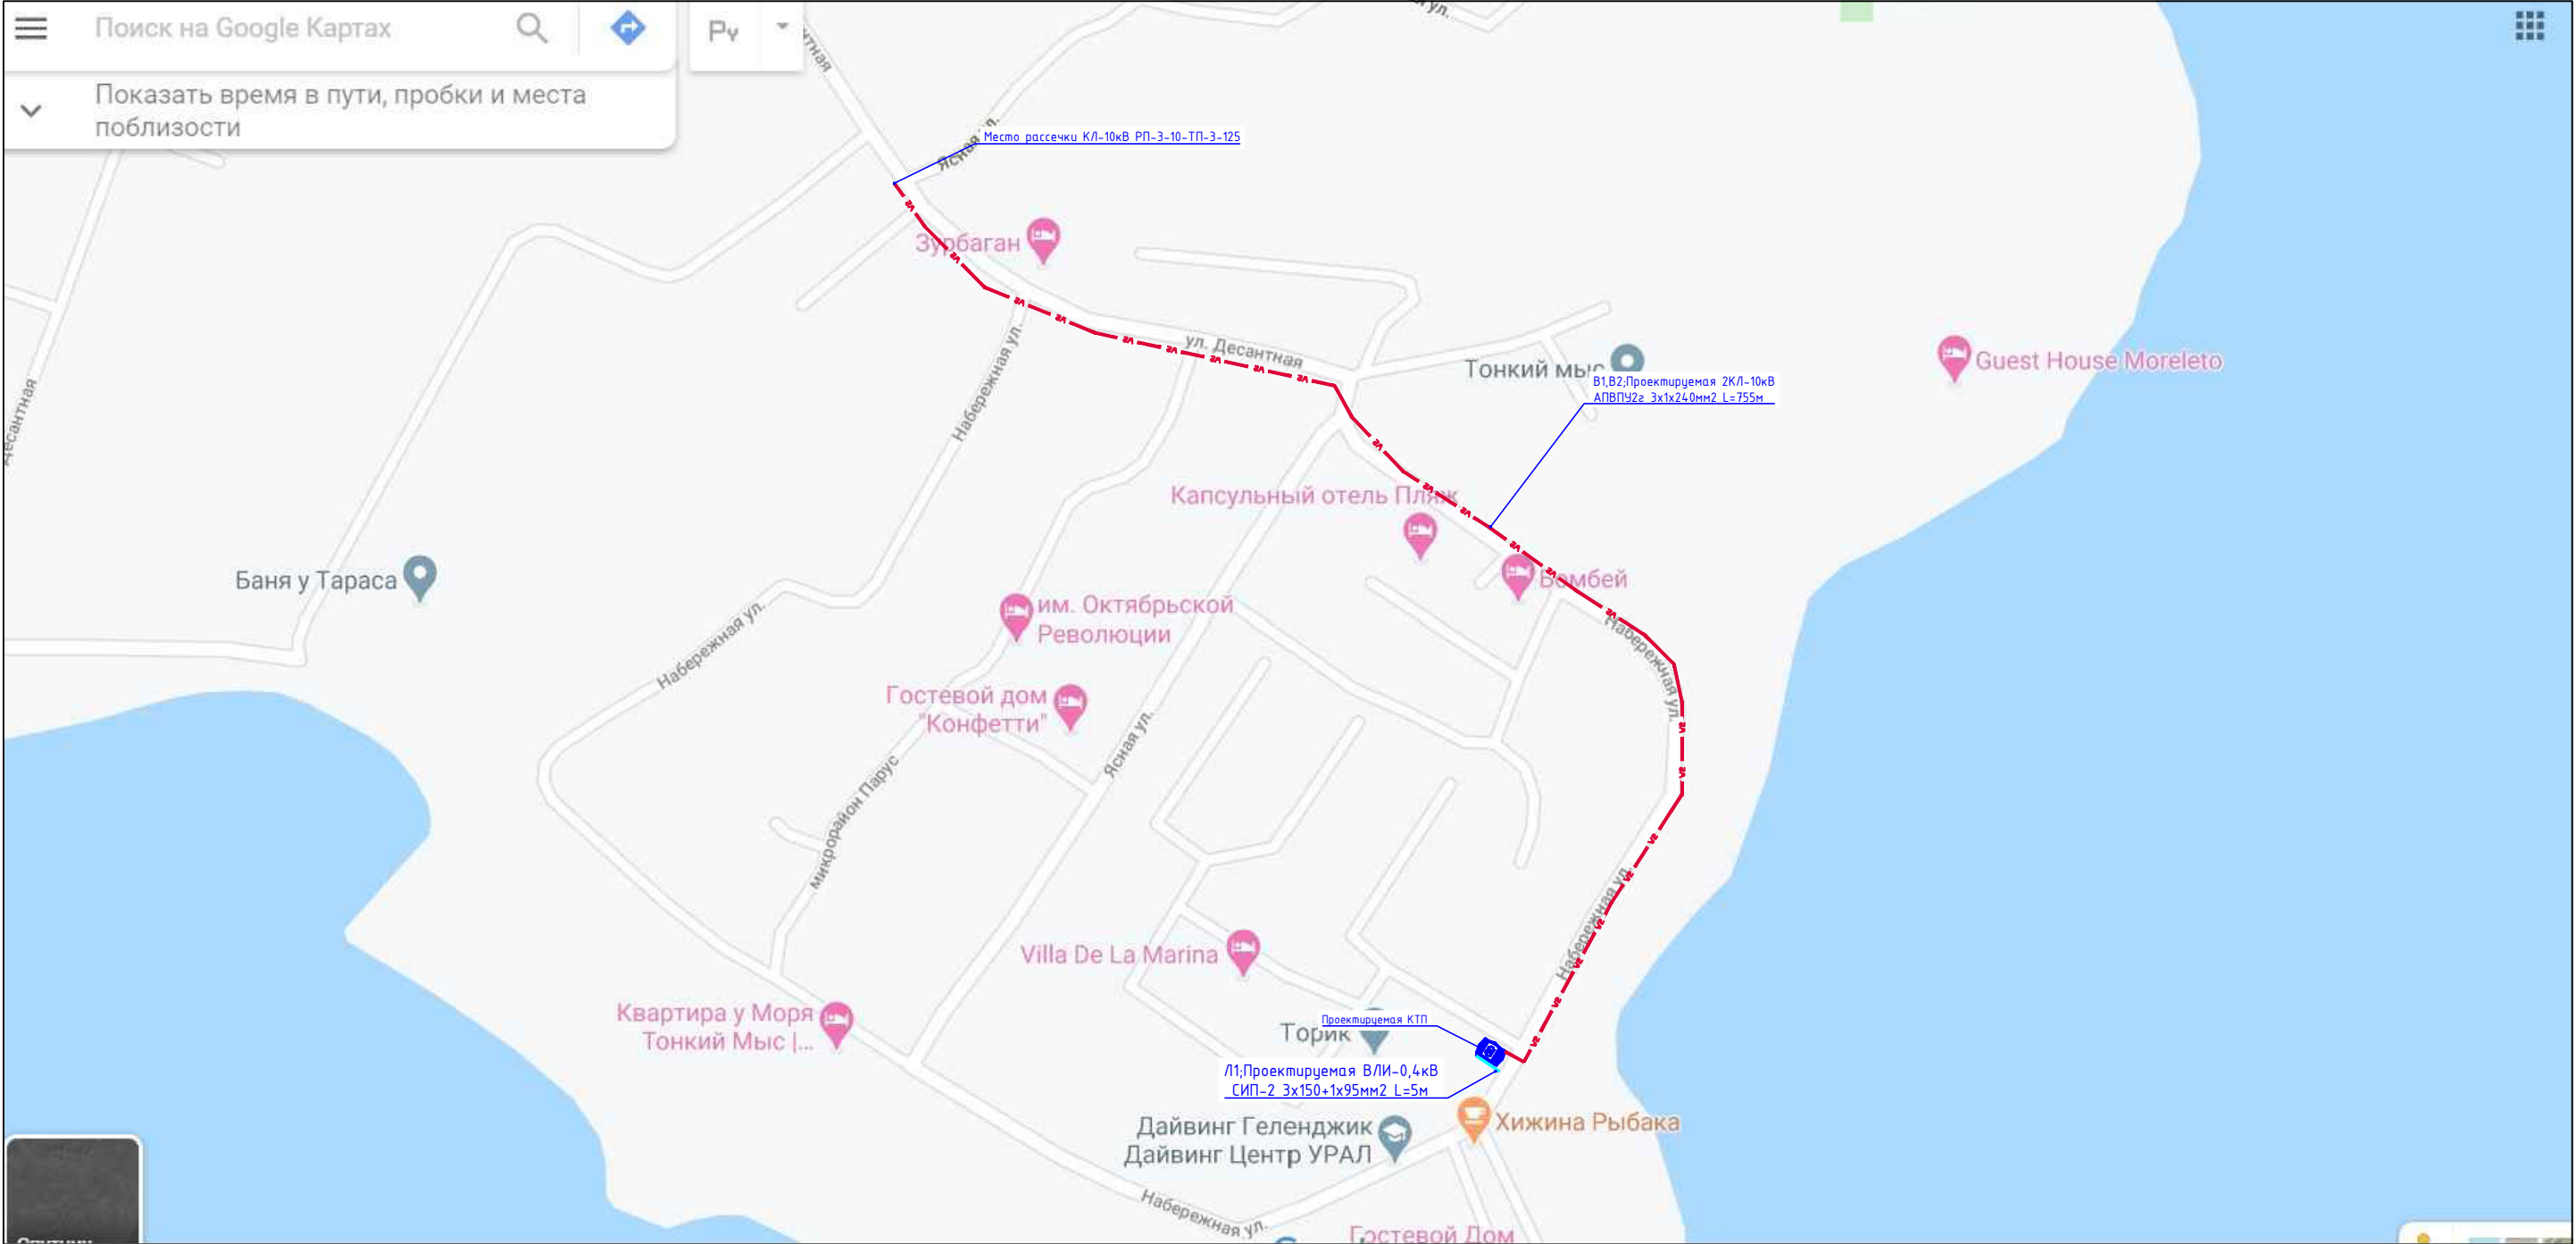 Поиск на Google Картах
Ру
Показать время в пути, пробки и места
поблизости
Ясная ул.
Место рассечки КЛ-10кВ РП-3-10-ТП-3-125
Зурбаган
ул. Десантная
Набережная ул.
Тонкий мыс
Guest House Moreleto
В1,В2;Проектируемая 2КЛ-10кВ
АПВПУ2г 3х1х240мм2 L=755м
Десантная
Капсульный отель Пляж
Баня у Тараса
Бомбей
им. Октябрьской
Революции
Набережная ул.
Набережная ул.
Гостевой дом
"Конфетти"
Ясная ул.
микрорайон Парус
Набережная ул.
Villa De La Marina
Квартира у Моря
Тонкий Мыс |...
Торик
Проектируемая КТП
Л1;Проектируемая ВЛИ-0,4кВ
СИП-2 3х150+1х95мм2 L=5м
Хижина Рыбака
Дайвинг Геленджик
Дайвинг Центр УРАЛ
Набережная ул.
Гостевой Дом